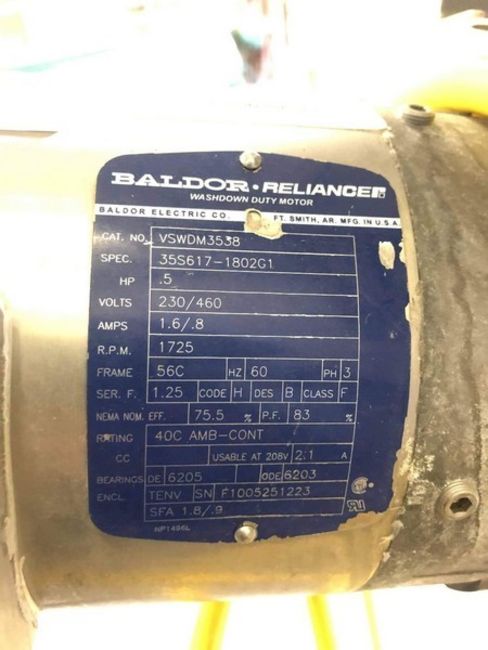 BALDOR • RELIANCER
WASHDOWN DUTY MOTOR
BALDOR ELECTRIC CO. FT. SMITH, AR. MFG. IN U.S.A.
CAT. NO. VSWDM3538
SPEC. 35S617-1802G1
HP .5
VOLTS 230/460
AMPS 1.6/.8
R.P.M. 1725
FRAME 56C HZ 60 PH 3
SER. F. 1.25 CODE H DES B CLASS F
NEMA NOM. EFF. 75.5 % P.F. 83 %
RATING 40C AMB-CONT
CC USABLE AT 208V 2.1 A
BEARINGS DE 6205 ODE 6203
ENCL. TENV SN F1005251223
SFA 1.8/.9
NP1496L